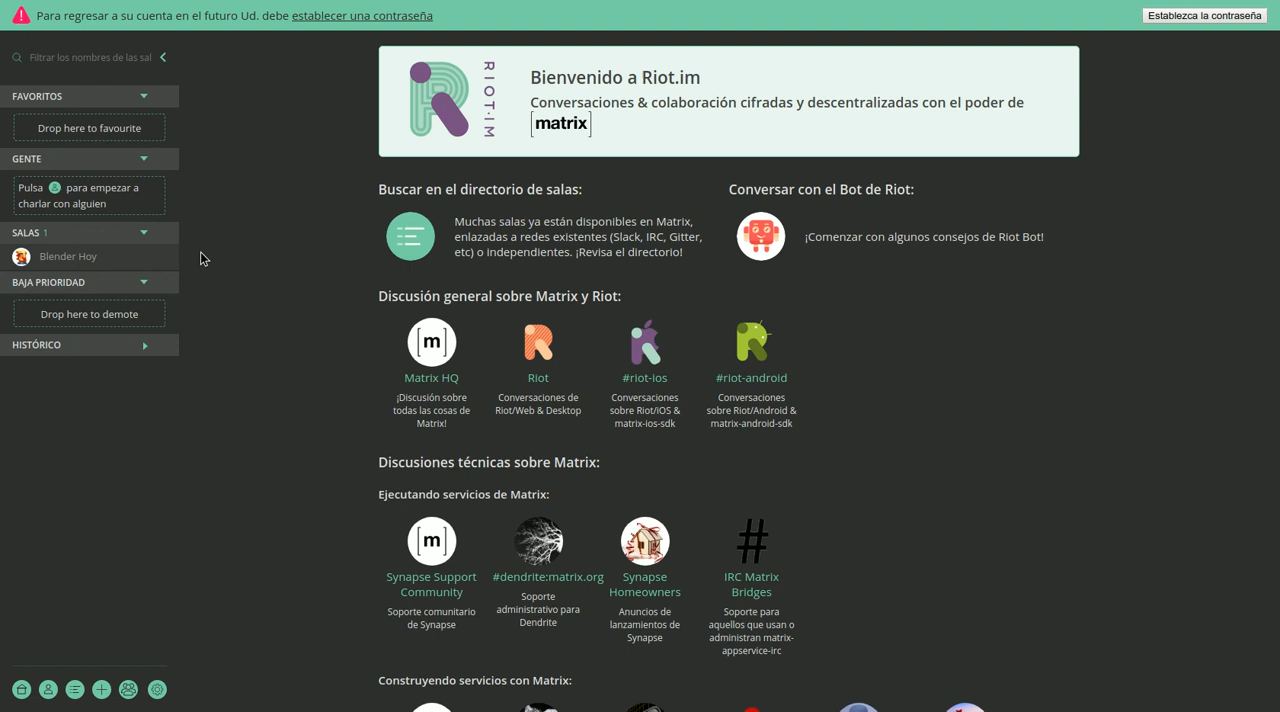 Para regresar a su cuenta en el futuro Ud. debe establecer una contraseña
Establezca la contraseña
Filtrar los nombres de las sal
FAVORITOS
Drop here to favourite
GENTE
Pulsa para empezar a
charlar con alguien
SALAS 1
Blender Hoy
BAJA PRIORIDAD
Drop here to demote
HISTÓRICO
RIOT.IM
Bienvenido a Riot.im
Conversaciones & colaboración cifradas y descentralizadas con el poder de
[matrix]
Buscar en el directorio de salas:
Muchas salas ya están disponibles en Matrix,
enlazadas a redes existentes (Slack, IRC, Gitter,
etc) o independientes. ¡Revisa el directorio!
Conversar con el Bot de Riot:
¡Comenzar con algunos consejos de Riot Bot!
Discusión general sobre Matrix y Riot:
[m]
Matrix HQ
¡Discusión sobre
todas las cosas de
Matrix!
Riot
Conversaciones de
Riot/Web & Desktop
#riot-ios
Conversaciones
sobre Riot/iOS &
matrix-ios-sdk
#riot-android
Conversaciones
sobre Riot/Android &
matrix-android-sdk
Discusiones técnicas sobre Matrix:
Ejecutando servicios de Matrix:
[m]
Synapse Support
Community
Soporte comunitario
de Synapse
#dendrite:matrix.org
Soporte
administrativo para
Dendrite
Synapse
Homeowners
Anuncios de
lanzamientos de
Synapse
#
IRC Matrix
Bridges
Soporte para
aquellos que usan o
administran matrix-
appservice-irc
Construyendo servicios con Matrix: